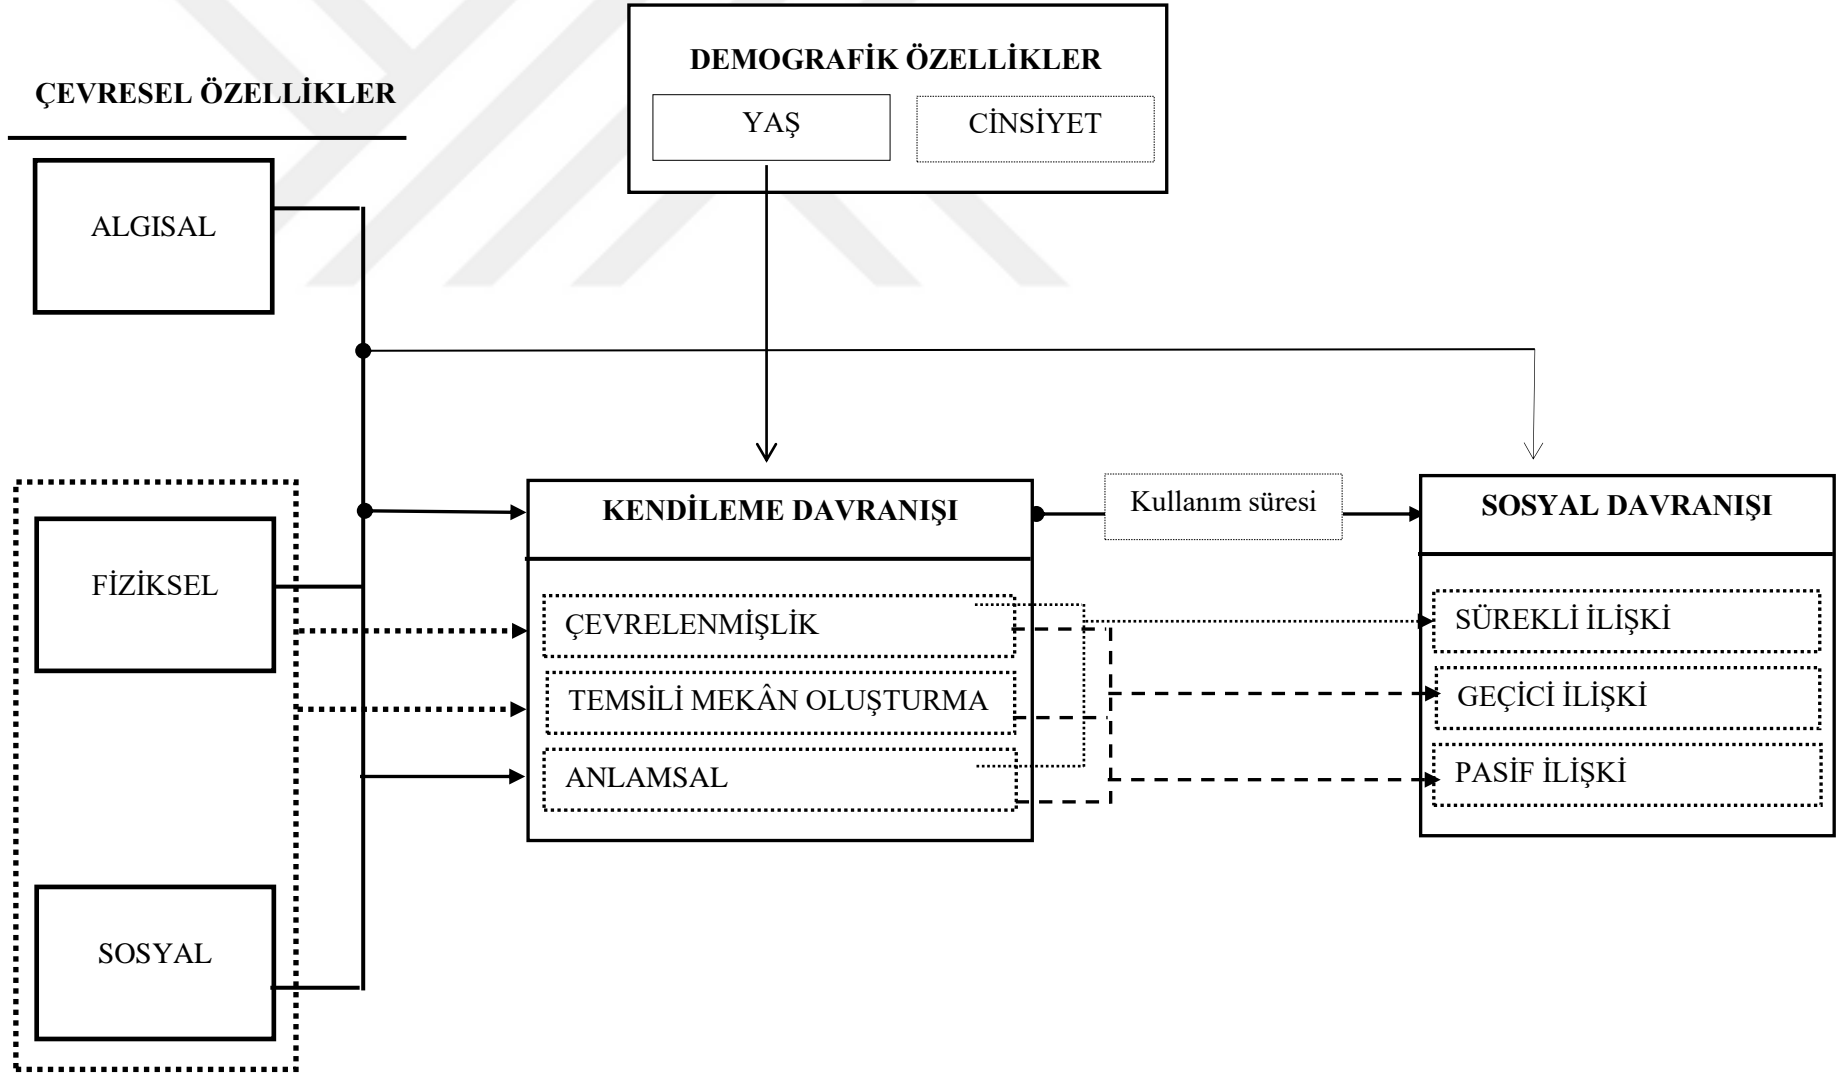 DEMOGRAFİK ÖZELLİKLER
YAŞ
CİNSİYET
ÇEVRESEL ÖZELLİKLER
ALGISAL
FİZİKSEL
SOSYAL
KENDİLEME DAVRANIŞI
ÇEVRELENMİŞLİK
TEMSİLİ MEKÂN OLUŞTURMA
ANLAMSAL
Kullanım süresi
SOSYAL DAVRANIŞI
SÜREKLİ İLİŞKİ
GEÇİCİ İLİŞKİ
PASİF İLİŞKİ